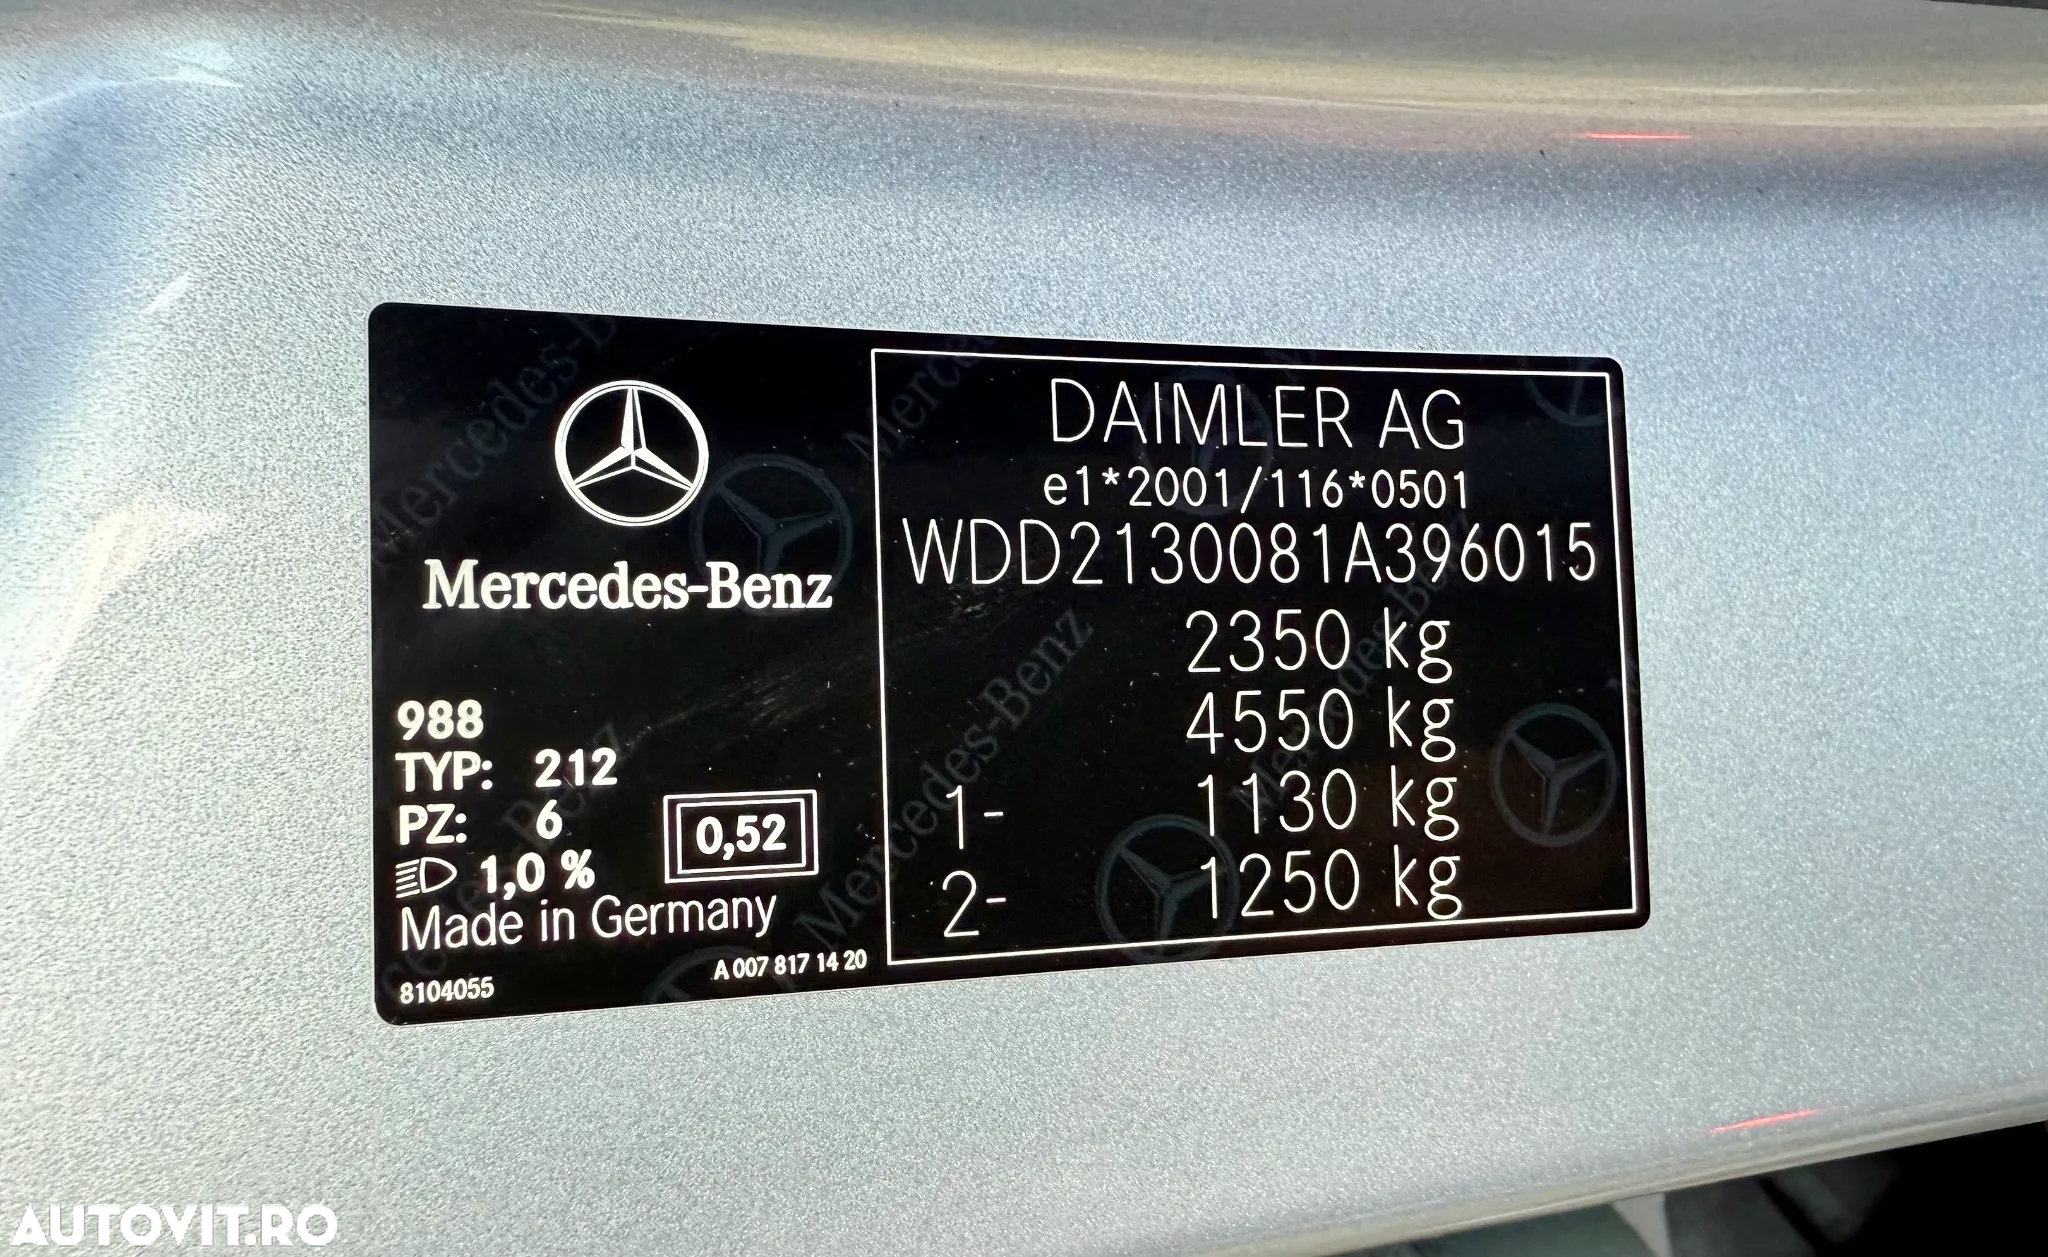 Mercedes-Benz
988
TYP: 212
PZ: 6
1,0 %
0,52
Made in Germany
8104055
A 007 817 14 20
DAIMLER AG
e1*2001/116*0501
WDD2130081A396015
2350 kg
4550 kg
1- 1130 kg
2- 1250 kg
AUTOVIT.RO